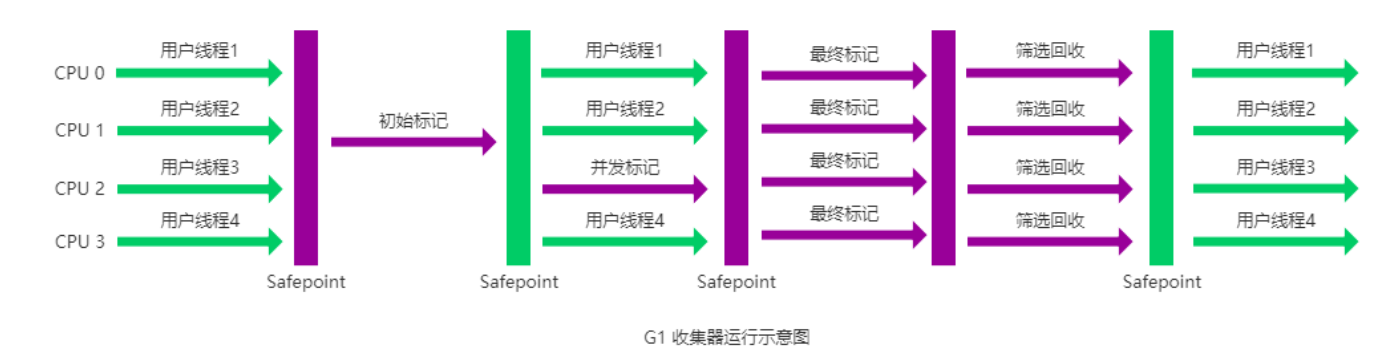 用户线程1 用户线程1 最终标记 筛选回收 用户线程1
CPU 0
用户线程2 初始标记 用户线程2 最终标记 筛选回收 用户线程2
CPU 1
用户线程3 并发标记 最终标记 筛选回收 用户线程3
CPU 2
用户线程4 用户线程4 最终标记 筛选回收 用户线程4
CPU 3
Safepoint Safepoint Safepoint Safepoint
G1 收集器运行示意图